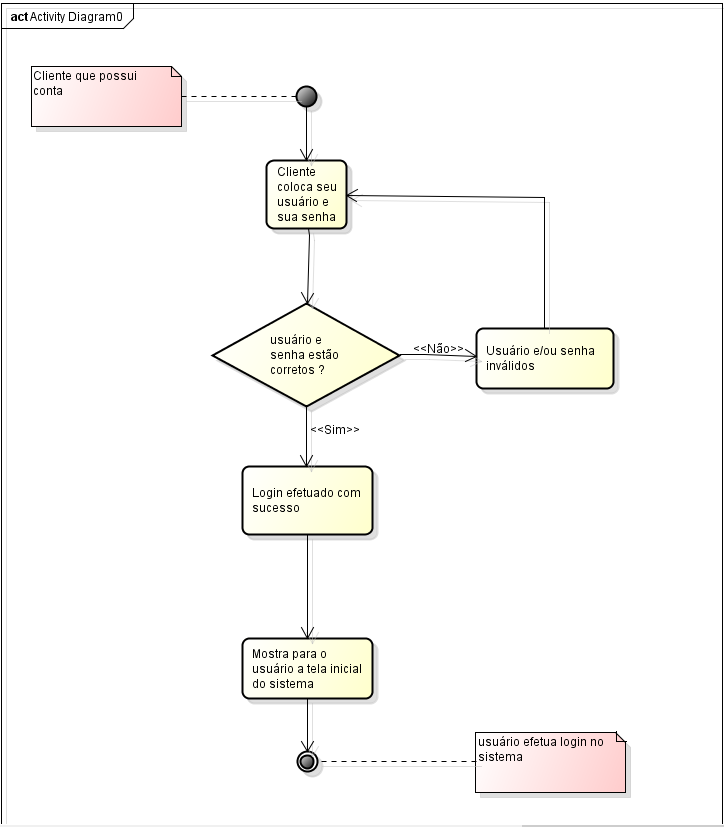 act Activity Diagram0
Cliente que possui
conta
Cliente
coloca seu
usuário e
sua senha
usuário e
senha estão
corretos ?
<<Não>>
Usuário e/ou senha
inválidos
<<Sim>>
Login efetuado com
sucesso
Mostra para o
usuário a tela inicial
do sistema
usuário efetua login no
sistema